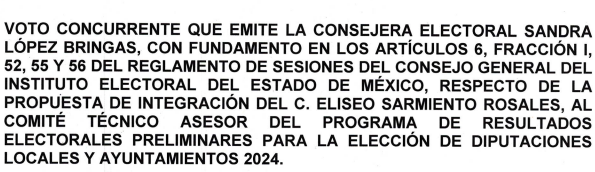 VOTO CONCURRENTE QUE EMITE LA CONSEJERA ELECTORAL SANDRA
LÓPEZ BRINGAS, CON FUNDAMENTO EN LOS ARTÍCULOS 6, FRACCIÓN I,
52, 55 Y 56 DEL REGLAMENTO DE SESIONES DEL CONSEJO GENERAL DEL
INSTITUTO ELECTORAL DEL ESTADO DE MÉXICO, RESPECTO DE LA
PROPUESTA DE INTEGRACIÓN DEL C. ELISEO SARMIENTO ROSALES, AL
COMITÉ TÉCNICO ASESOR DEL PROGRAMA DE RESULTADOS
ELECTORALES PRELIMINARES PARA LA ELECCIÓN DE DIPUTACIONES
LOCALES Y AYUNTAMIENTOS 2024.